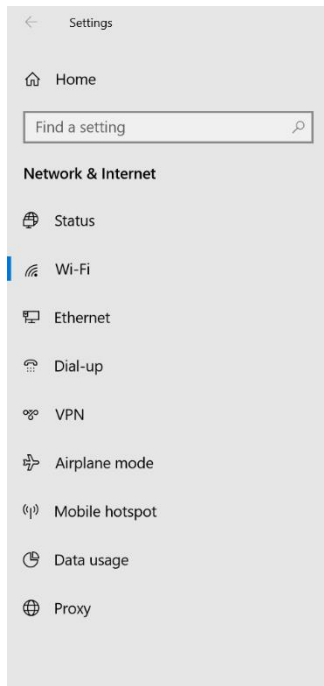 Settings
Home
Find a setting
Network & Internet
Status
Wi-Fi
Ethernet
Dial-up
VPN
Airplane mode
Mobile hotspot
Data usage
Proxy